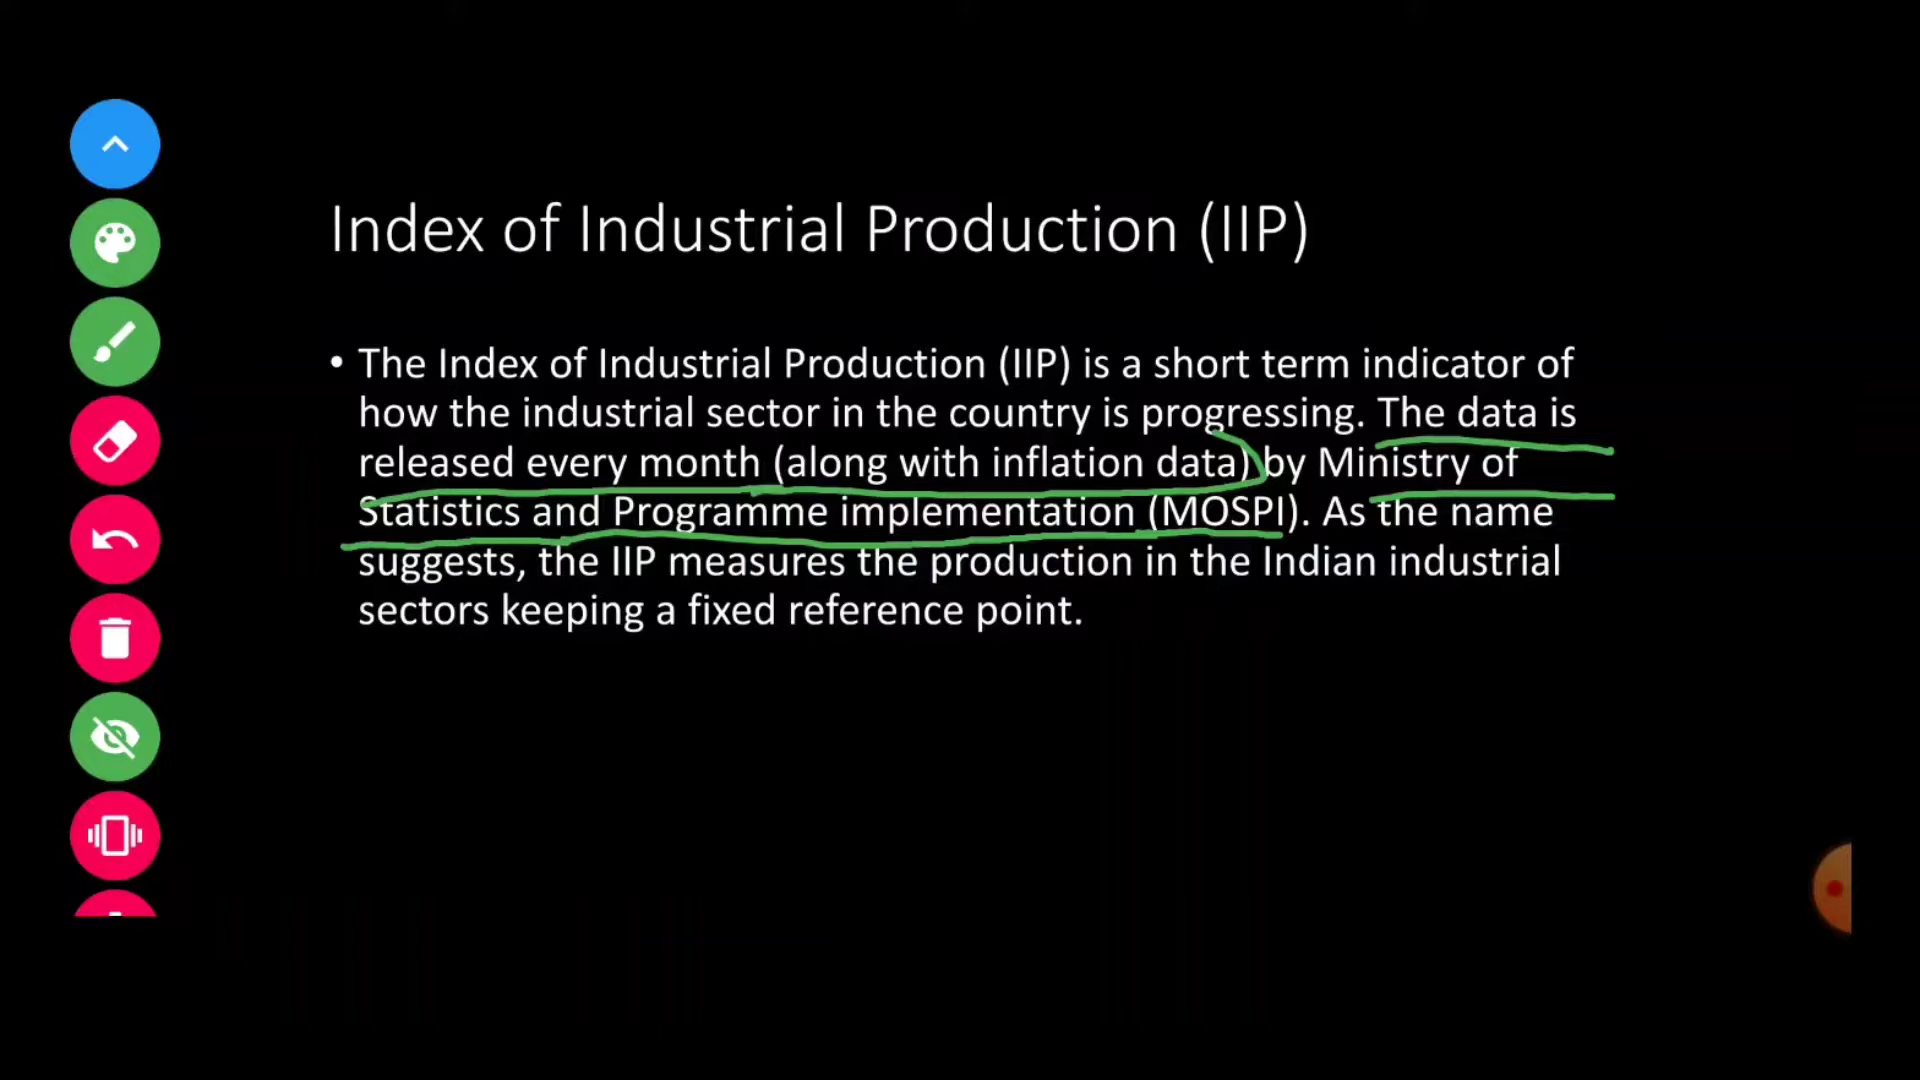 Index of Industrial Production (IIP)
• The Index of Industrial Production (IIP) is a short term indicator of
how the industrial sector in the country is progressing. The data is
released every month (along with inflation data) by Ministry of
Statistics and Programme implementation (MOSPI). As the name
suggests, the IIP measures the production in the Indian industrial
sectors keeping a fixed reference point.